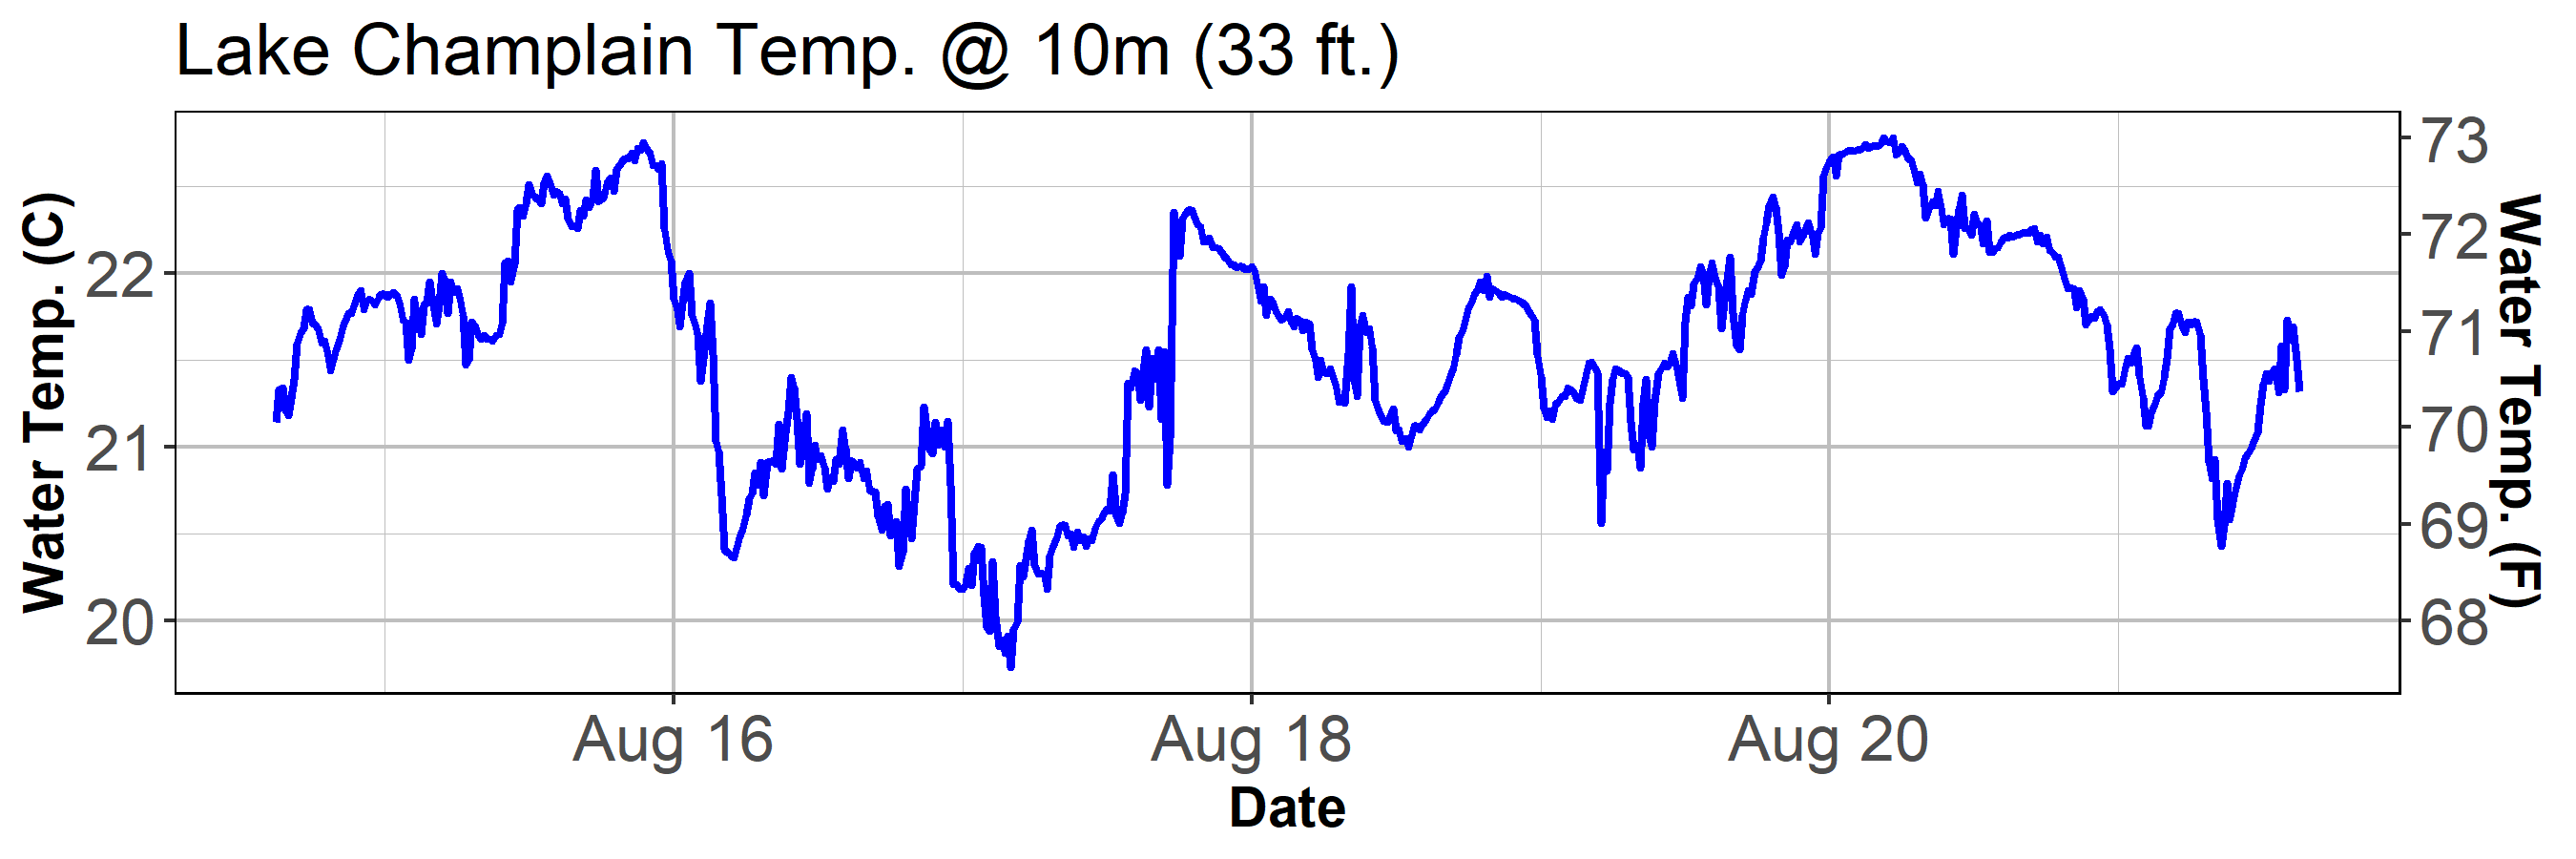 Lake Champlain Temp. @ 10m (33 ft.)
Water Temp. (C)
22
21
20
73
72
71
70
69
68
Water Temp. (F)
Aug 16
Aug 18
Aug 20
Date